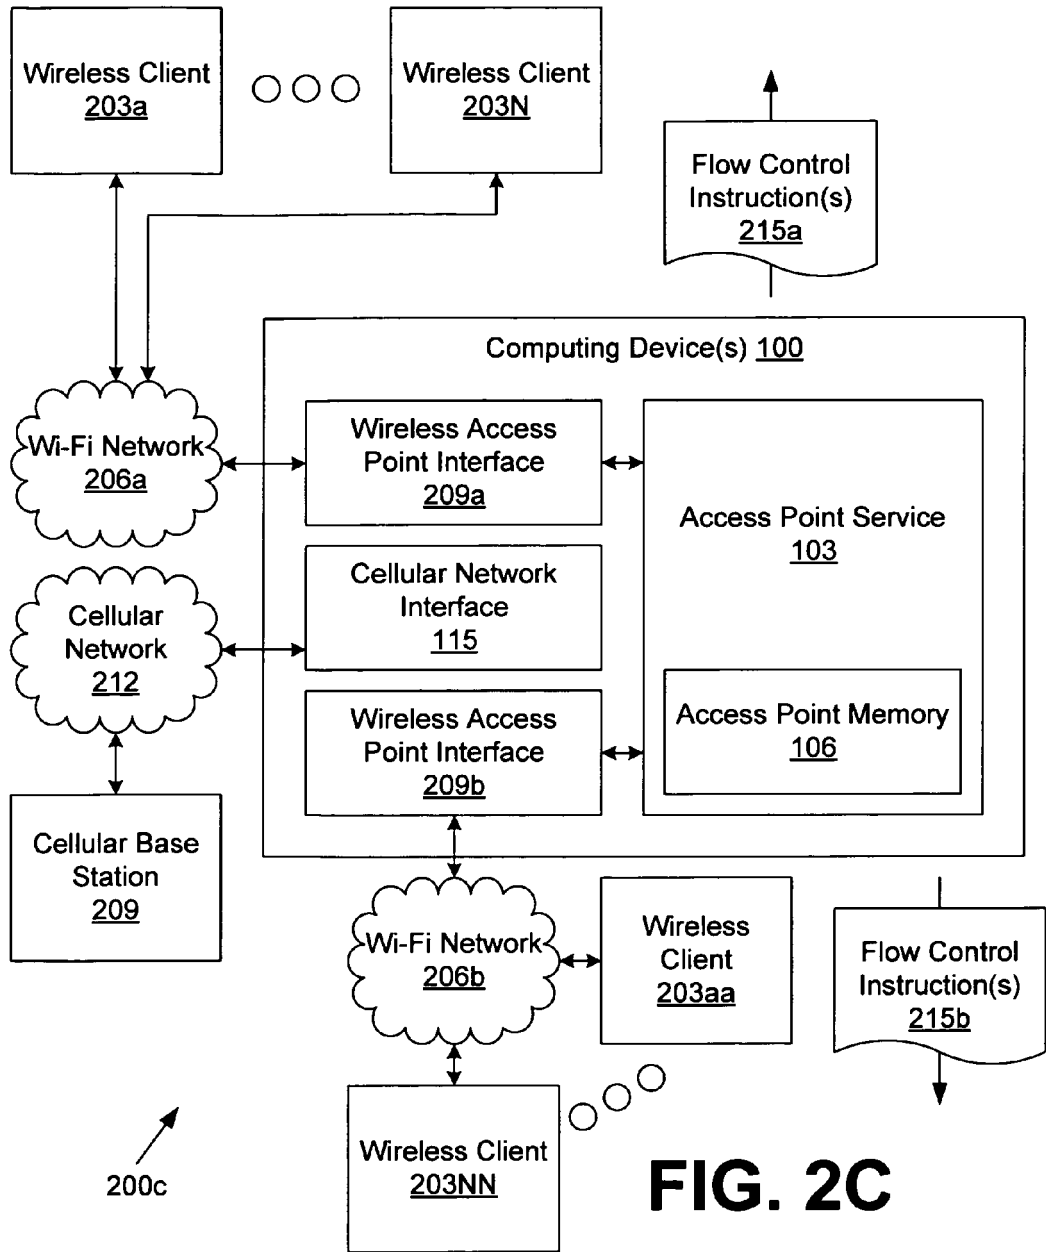 Wireless Client
203a
Wireless Client
203N
Flow Control
Instruction(s)
215a
Computing Device(s) 100
Wi-Fi Network
206a
Wireless Access
Point Interface
209a
Access Point Service
103
Cellular Network
Interface
115
Cellular
Network
212
Wireless Access
Point Interface
209b
Access Point Memory
106
Cellular Base
Station
209
Wi-Fi Network
206b
Wireless
Client
203aa
Flow Control
Instruction(s)
215b
Wireless Client
203NN
200c
FIG. 2C